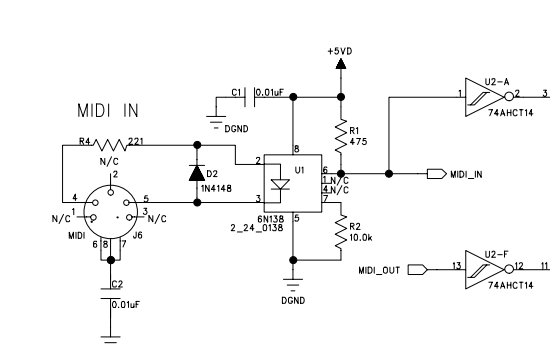 +5VD
U2-A
C1 0.01uF
1 2 3
MIDI IN
74AHCT14
DGND
R1
475
R4 221
8
N/C
2
U1
6
MIDI_IN
D2
1 N/C
2
1N4148
4 N/C
4 5
3
7
1 3
N/C N/C
6N138
5
MIDI J6
2_24_0138
R2
10.0k
U2-F
6 8 7
MIDI_OUT
13 12 11
C2
74AHCT14
0.01uF
DGND